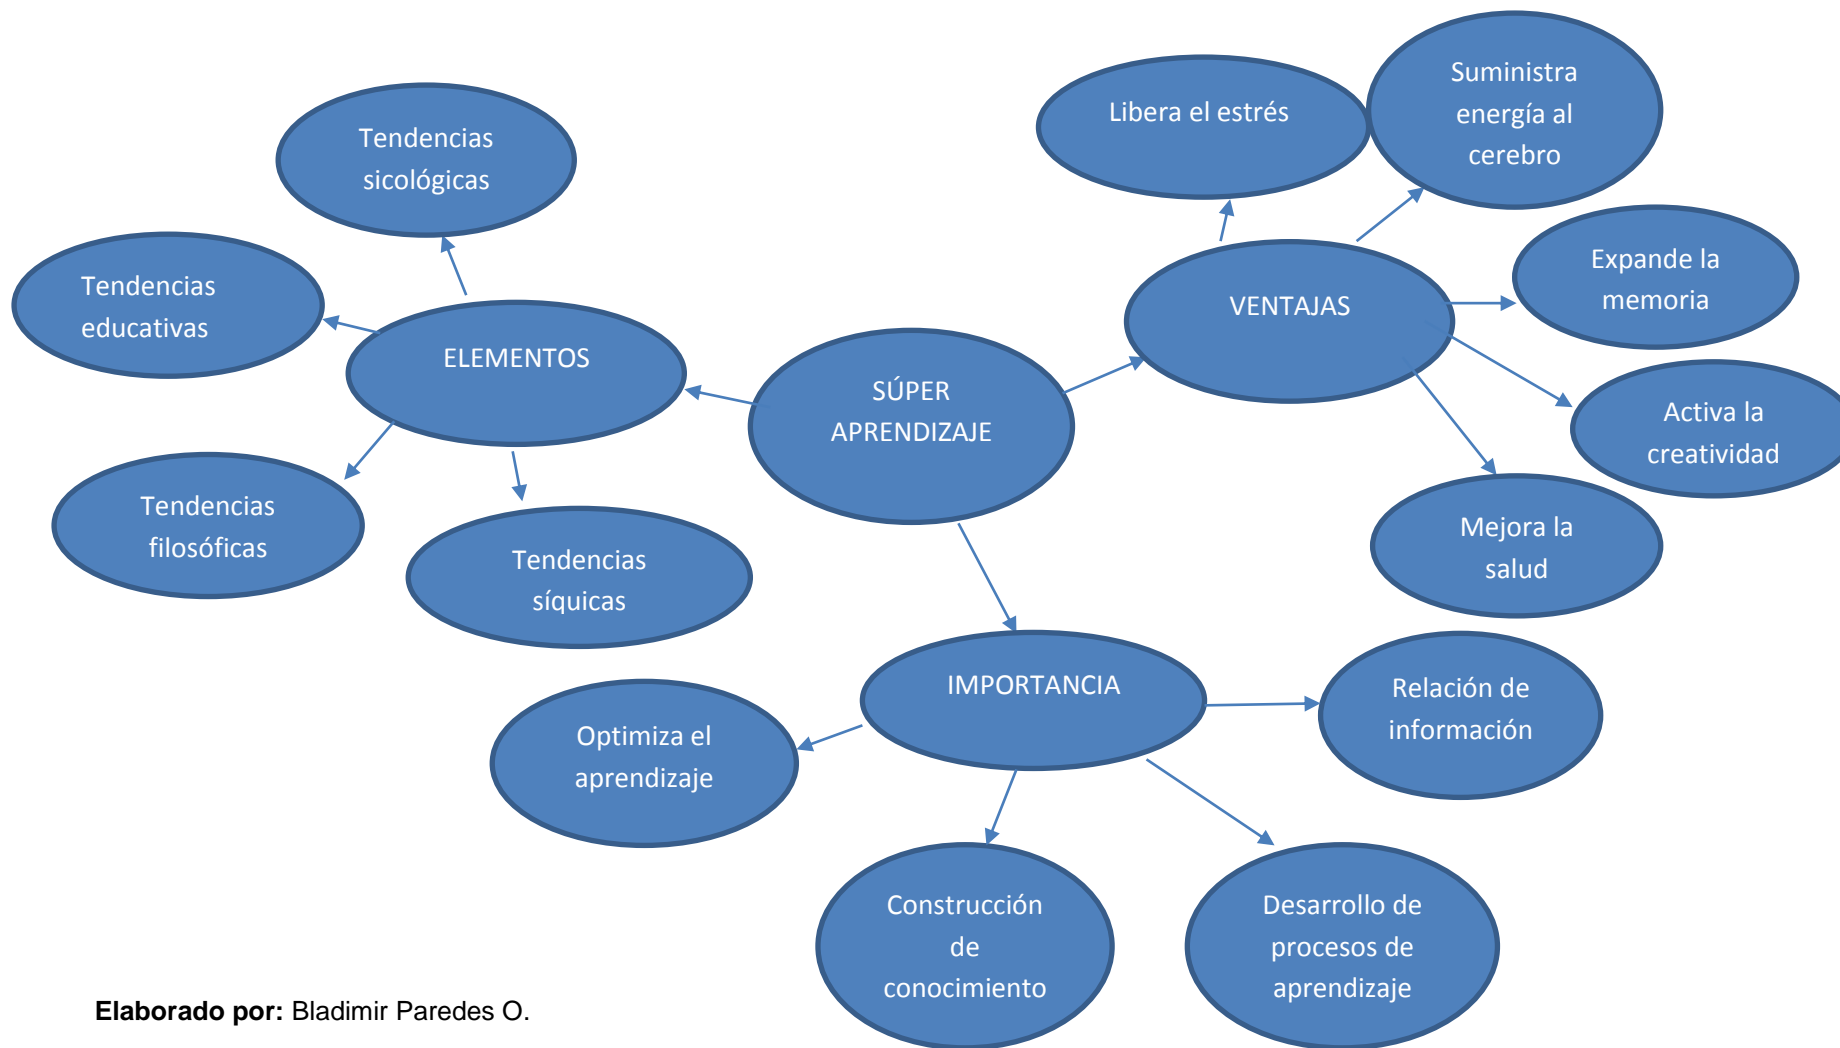 Suministra
energía al
cerebro
Libera el estrés
Tendencias
sicológicas
Expande la
memoria
Tendencias
educativas
VENTAJAS
ELEMENTOS
SÚPER
APRENDIZAJE
Activa la
creatividad
Tendencias
filosóficas
Mejora la
salud
Tendencias
síquicas
IMPORTANCIA
Relación de
información
Optimiza el
aprendizaje
Construcción
de
conocimiento
Desarrollo de
procesos de
aprendizaje
Elaborado por: Bladimir Paredes O.